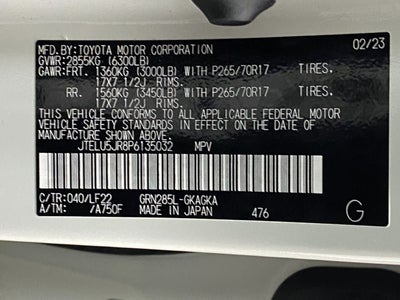 MFD.BY:TOYOTA MOTOR CORPORATION 02/23
GVWR:2855KG (6300LB)
GAWR:FRT. 1360KG (3000LB) WITH P265/70R17 TIRES.
17X7 1/2J RIMS.
RR. 1560KG (3450LB) WITH P265/70R17 TIRES.
17X7 1/2J RIMS.
THIS VEHICLE CONFORMS TO ALL APPLICABLE FEDERAL MOTOR
VEHICLE SAFETY STANDARDS IN EFFECT ON THE DATE OF
MANUFACTURE SHOWN ABOVE.
JTELU5JR8P6135032 MPV
C/TR:040/LF22 GRN285L-GKAGKA
A/TM: /A750F MADE IN JAPAN 476 G